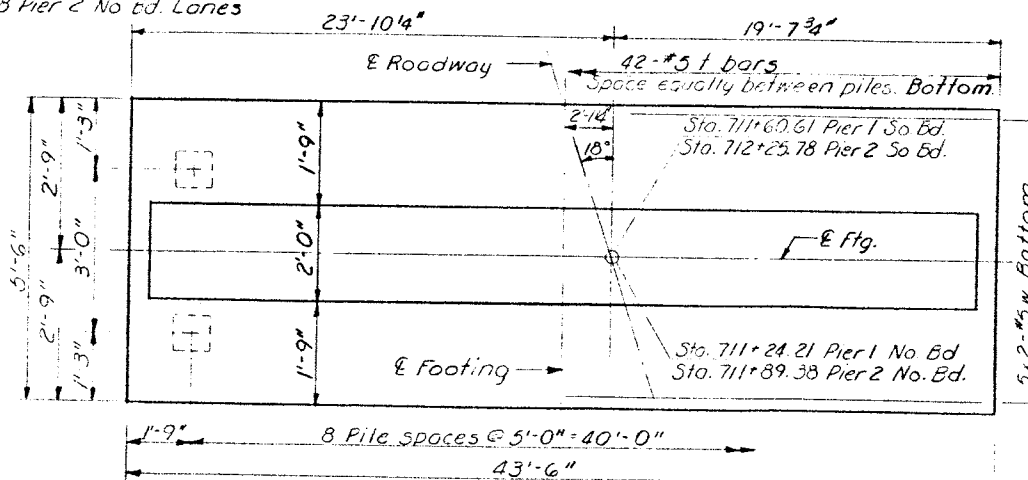 8 Pier 2 No Bd. Lanes
23'-10¼"
19'-7¾"
℄ Roadway
42-#5 t bars
Space equally between piles. Bottom
2'-1¼"
18°
Sta. 711+60.61 Pier 1 So. Bd.
Sta. 712+25.78 Pier 2 So Bd.
1'-3"
2'-9"
1'-9"
5'-6"
3'-0"
2'-0"
℄ Ftg.
2'-9"
1'-3"
1'-9"
℄ Footing
Sta. 711+24.21 Pier 1 No. Bd
Sta. 711+89.38 Pier 2 No. Bd.
2-#5 w Bottom
1'-9"
8 Pile spaces @ 5'-0" = 40'-0"
43'-6"